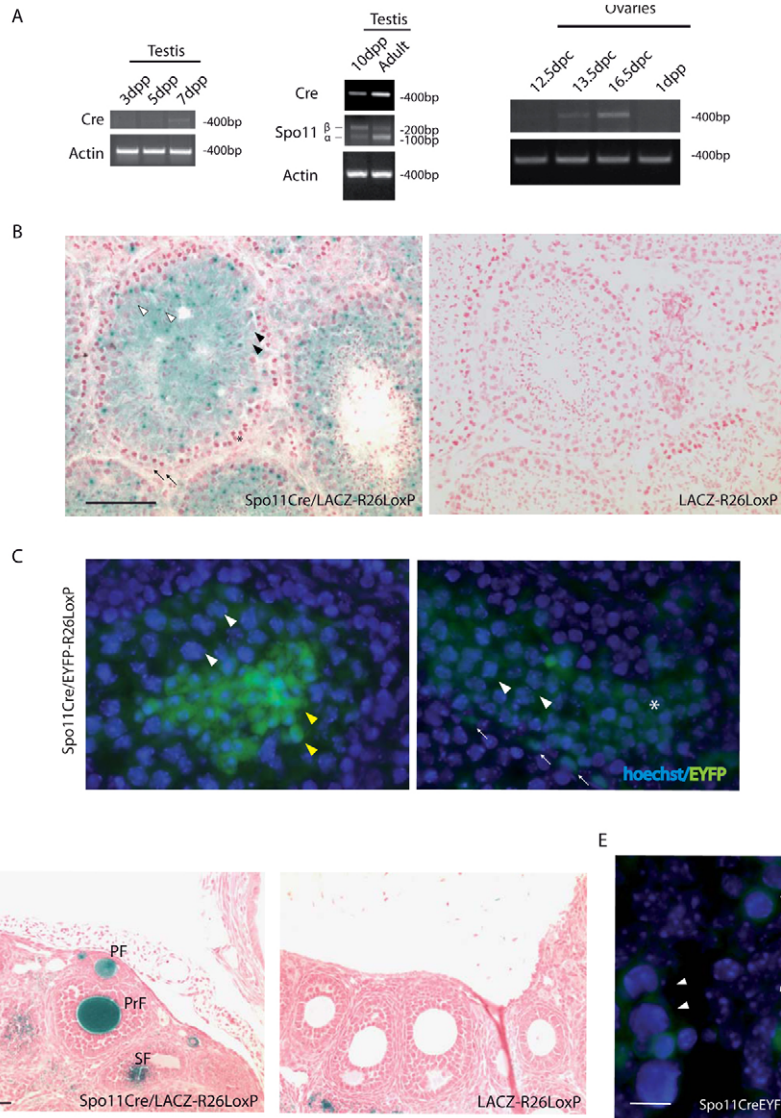 A
Testis
3dpp 5dpp 7dpp
Cre
-400bp
Actin
-400bp
Testis
10dpp Adult
Cre
-400bp
Spo11
β
α
-200bp
-100bp
Actin
-400bp
Ovaries
12.5dpc 13.5dpc 16.5dpc 1dpp
-400bp
-400bp
B
Spo11Cre/LACZ-R26LoxP
LACZ-R26LoxP
*
C
Spo11Cre/EYFP-R26LoxP
*
hoechst/EYFP
PF
PrF
SF
Spo11Cre/LACZ-R26LoxP
LACZ-R26LoxP
E
Spo11CreEYF